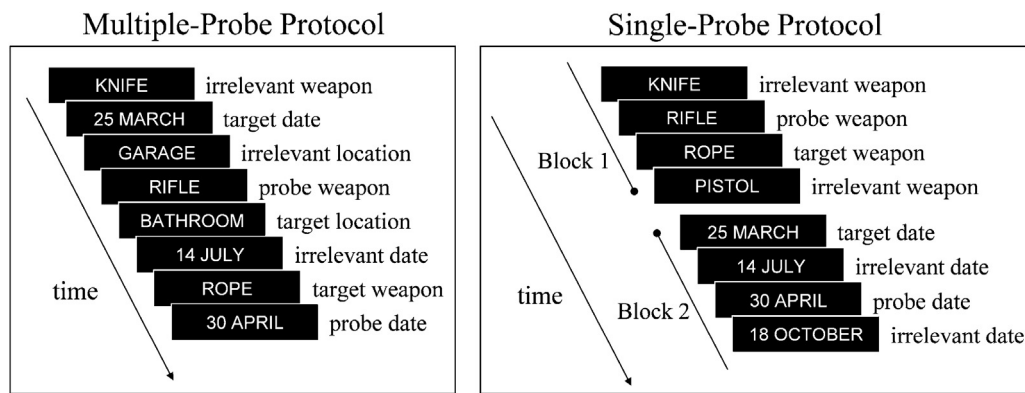 Multiple-Probe Protocol
KNIFE irrelevant weapon
25 MARCH target date
GARAGE irrelevant location
RIFLE probe weapon
BATHROOM target location
14 JULY irrelevant date
time
ROPE target weapon
30 APRIL probe date
Single-Probe Protocol
KNIFE irrelevant weapon
RIFLE probe weapon
Block 1
ROPE target weapon
PISTOL irrelevant weapon
25 MARCH target date
14 JULY irrelevant date
time
Block 2
30 APRIL probe date
18 OCTOBER irrelevant date